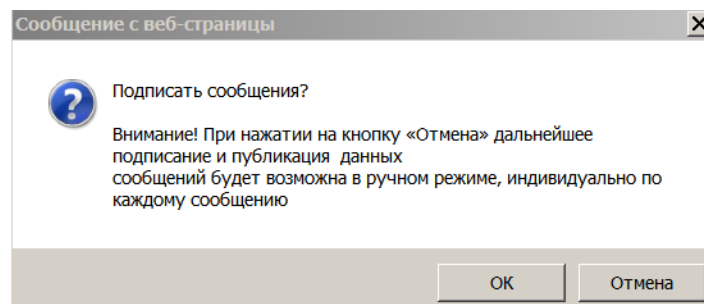 Сообщение с веб-страницы
Подписать сообщения?
Внимание! При нажатии на кнопку «Отмена» дальнейшее
подписание и публикация данных
сообщений будет возможна в ручном режиме, индивидуально по
каждому сообщению
ОК
Отмена